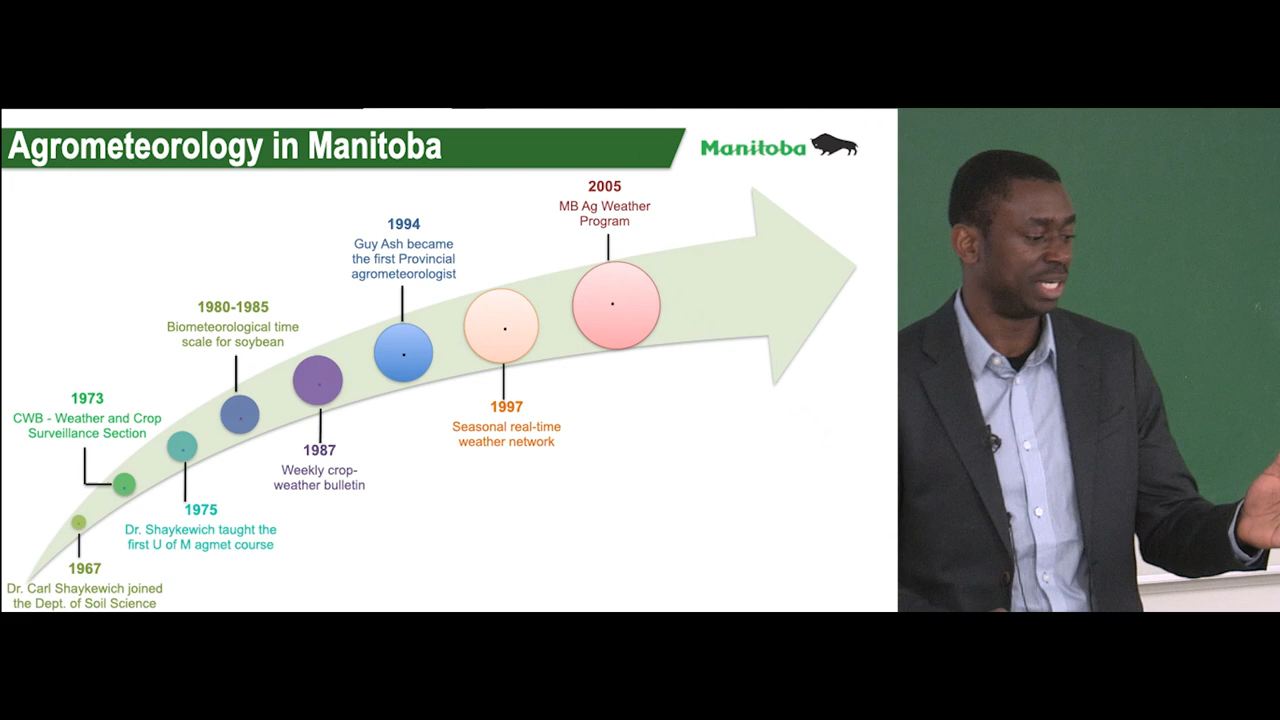 Agrometeorology in Manitoba
Manitoba
2005
MB Ag Weather
Program
1994
Guy Ash became
the first Provincial
agrometeorologist
1980-1985
Biometeorological time
scale for soybean
1973
CWB - Weather and Crop
Surveillance Section
1997
Seasonal real-time
weather network
1987
Weekly crop-
weather bulletin
1975
Dr. Shaykewich taught the
first U of M agmet course
1967
Dr. Carl Shaykewich joined
the Dept. of Soil Science